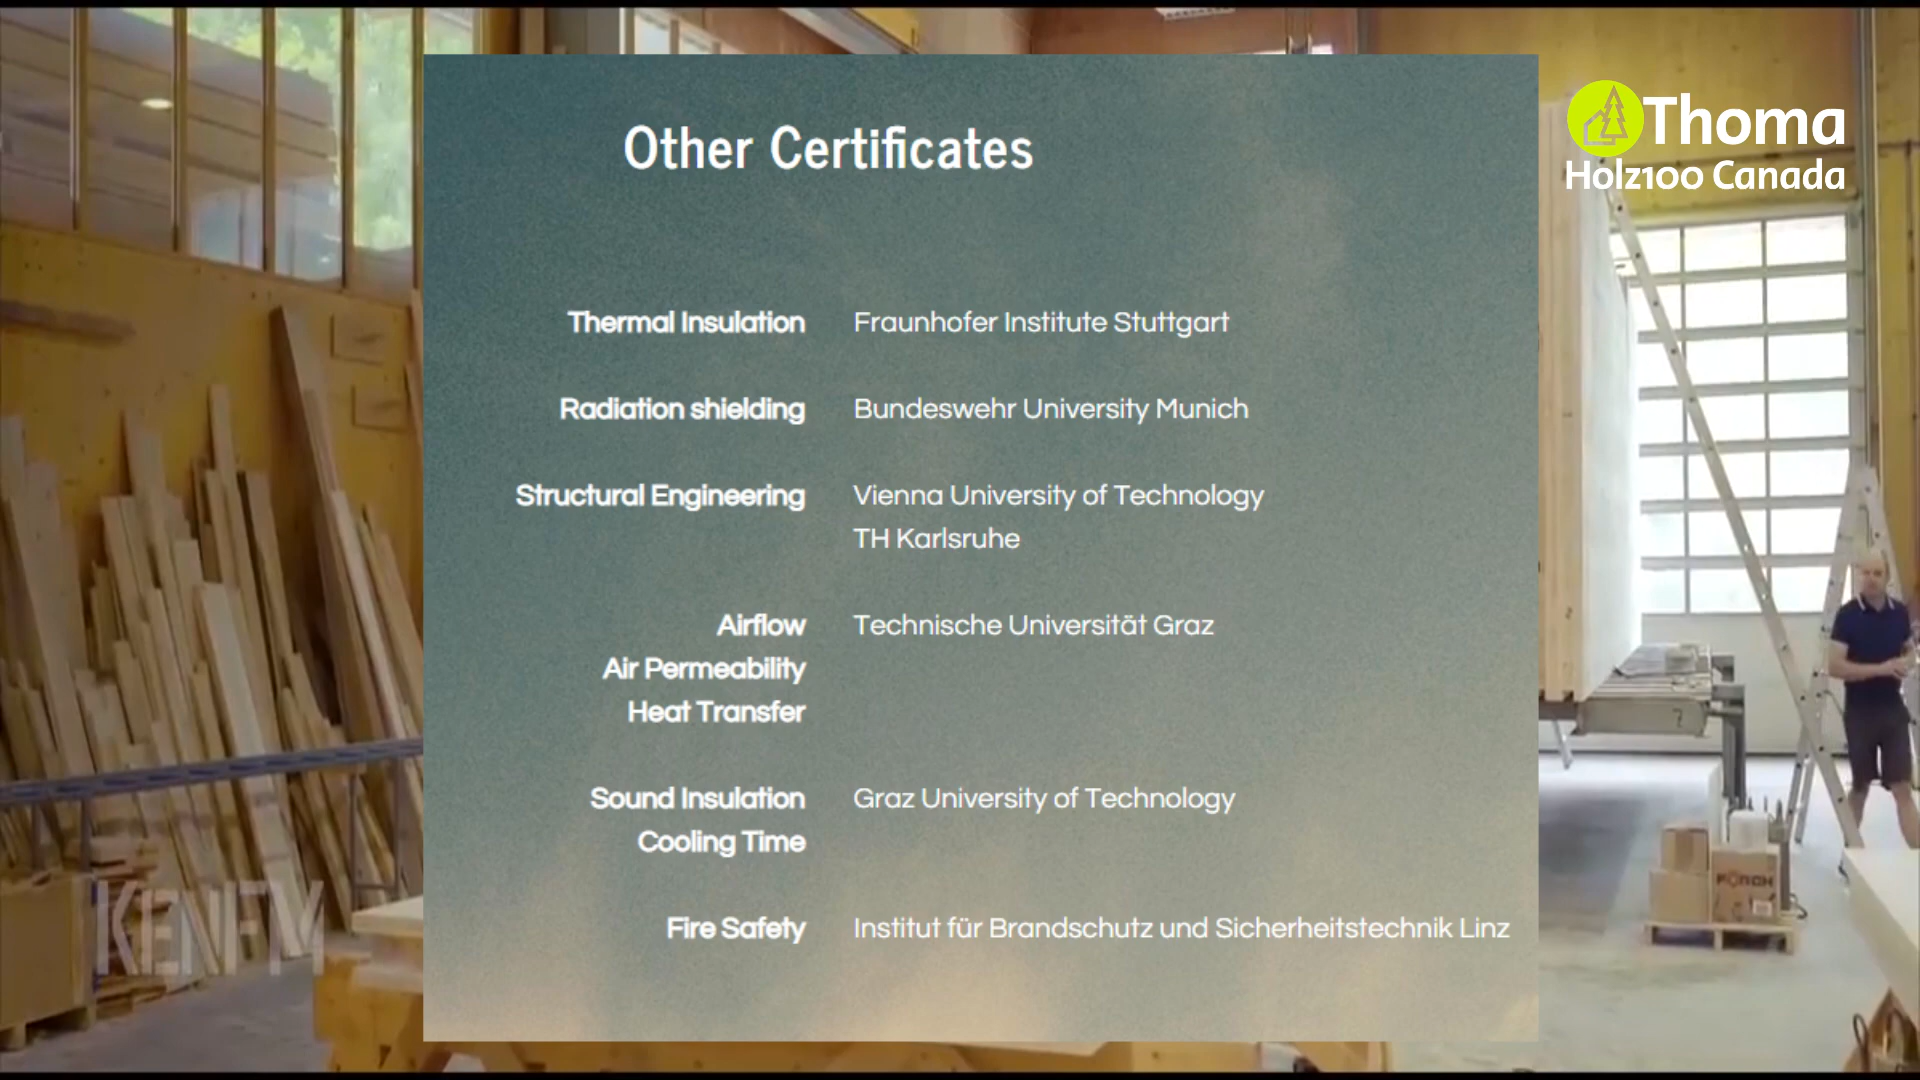 Other Certificates
Thoma
Holz100 Canada
Thermal Insulation Fraunhofer Institute Stuttgart
Radiation shielding Bundeswehr University Munich
Structural Engineering Vienna University of Technology
TH Karlsruhe
Airflow Technische Universität Graz
Air Permeability
Heat Transfer
Sound Insulation Graz University of Technology
Cooling Time
Fire Safety Institut für Brandschutz und Sicherheitstechnik Linz
KENFM